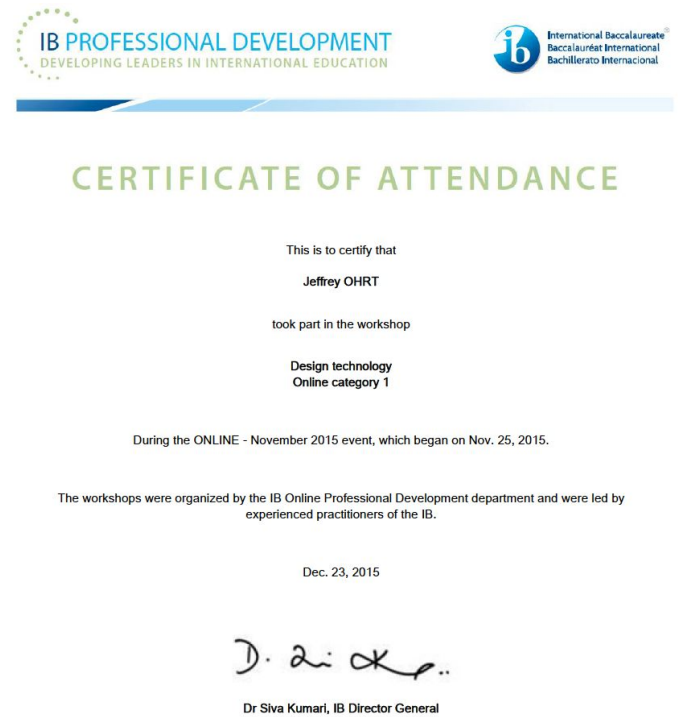 IB PROFESSIONAL DEVELOPMENT
DEVELOPING LEADERS IN INTERNATIONAL EDUCATION
ib
International Baccalaureate®
Baccalauréat International
Bachillerato Internacional
CERTIFICATE OF ATTENDANCE
This is to certify that
Jeffrey OHRT
took part in the workshop
Design technology
Online category 1
During the ONLINE - November 2015 event, which began on Nov. 25, 2015.
The workshops were organized by the IB Online Professional Development department and were led by
experienced practitioners of the IB.
Dec. 23, 2015
Dr Siva Kumari, IB Director General